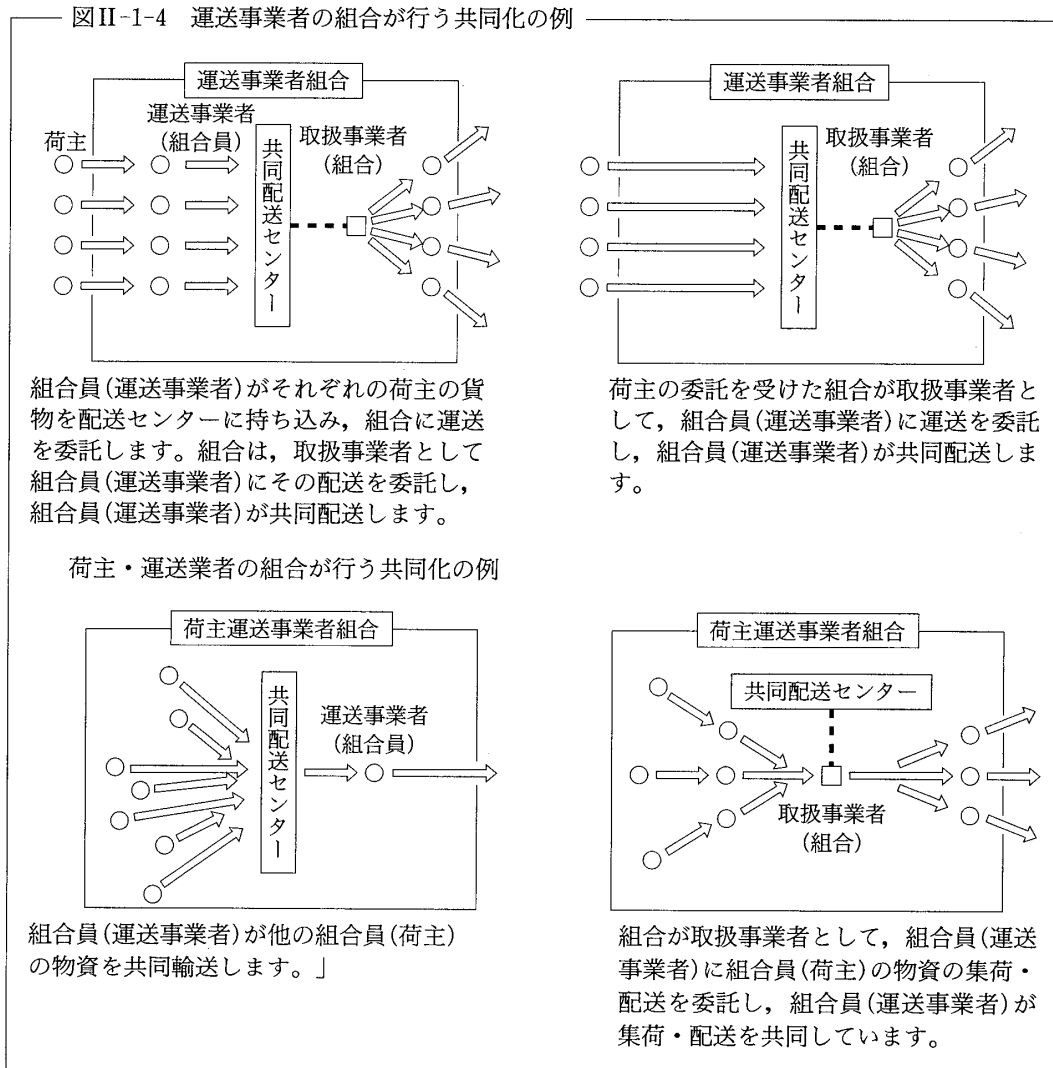 図II-1-4 運送事業者の組合が行う共同化の例
運送事業者組合
荷主
運送事業者
(組合員)
共同配送センター
取扱事業者
(組合)
組合員(運送事業者)がそれぞれの荷主の貨
物を配送センターに持ち込み，組合に運送
を委託します。組合は，取扱事業者として
組合員(運送事業者)にその配送を委託し，
組合員(運送事業者)が共同配送します。
運送事業者組合
共同配送センター
取扱事業者
(組合)
荷主の委託を受けた組合が取扱事業者と
して，組合員(運送事業者)に運送を委託
し，組合員(運送事業者)が共同配送しま
す。
荷主・運送業者の組合が行う共同化の例
荷主運送事業者組合
共同配送センター
運送事業者
(組合員)
組合員(運送事業者)が他の組合員(荷主)
の物資を共同輸送します。」
荷主運送事業者組合
共同配送センター
取扱事業者
(組合)
組合が取扱事業者として，組合員(運送
事業者)に組合員(荷主)の物資の集荷・
配送を委託し，組合員(運送事業者)が
集荷・配送を共同しています。